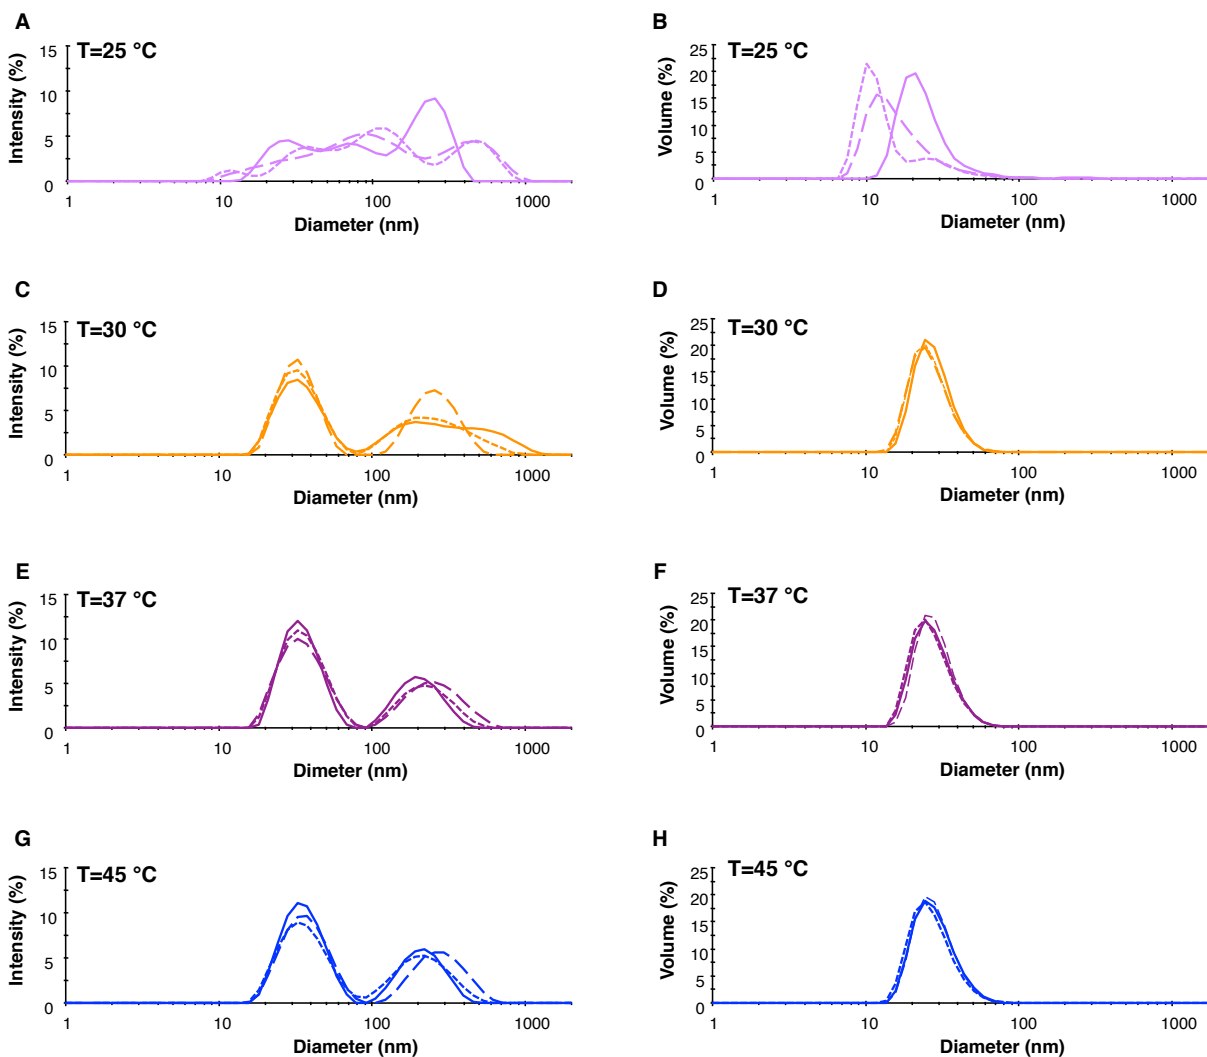 A
T=25 °C
Intensity (%)
15
10
5
0
1
10
100
1000
Diameter (nm)
B
T=25 °C
Volume (%)
25
20
15
10
5
0
1
10
100
1000
Diameter (nm)
C
T=30 °C
Intensity (%)
15
10
5
0
1
10
100
1000
Diameter (nm)
D
T=30 °C
Volume (%)
25
20
15
10
5
0
1
10
100
1000
Diameter (nm)
E
T=37 °C
Intensity (%)
15
10
5
0
1
10
100
1000
Dimeter (nm)
F
T=37 °C
Volume (%)
25
20
15
10
5
0
1
10
100
1000
Diameter (nm)
G
T=45 °C
Intensity (%)
15
10
5
0
1
10
100
1000
Diameter (nm)
H
T=45 °C
Volume (%)
25
20
15
10
5
0
1
10
100
1000
Diameter (nm)